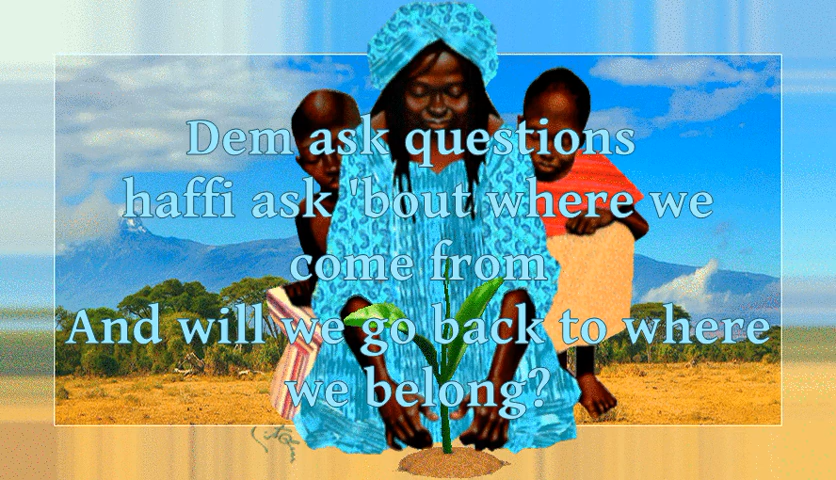 Dem ask questions
haffi ask 'bout where we
come from
And will we go back to where
we belong?